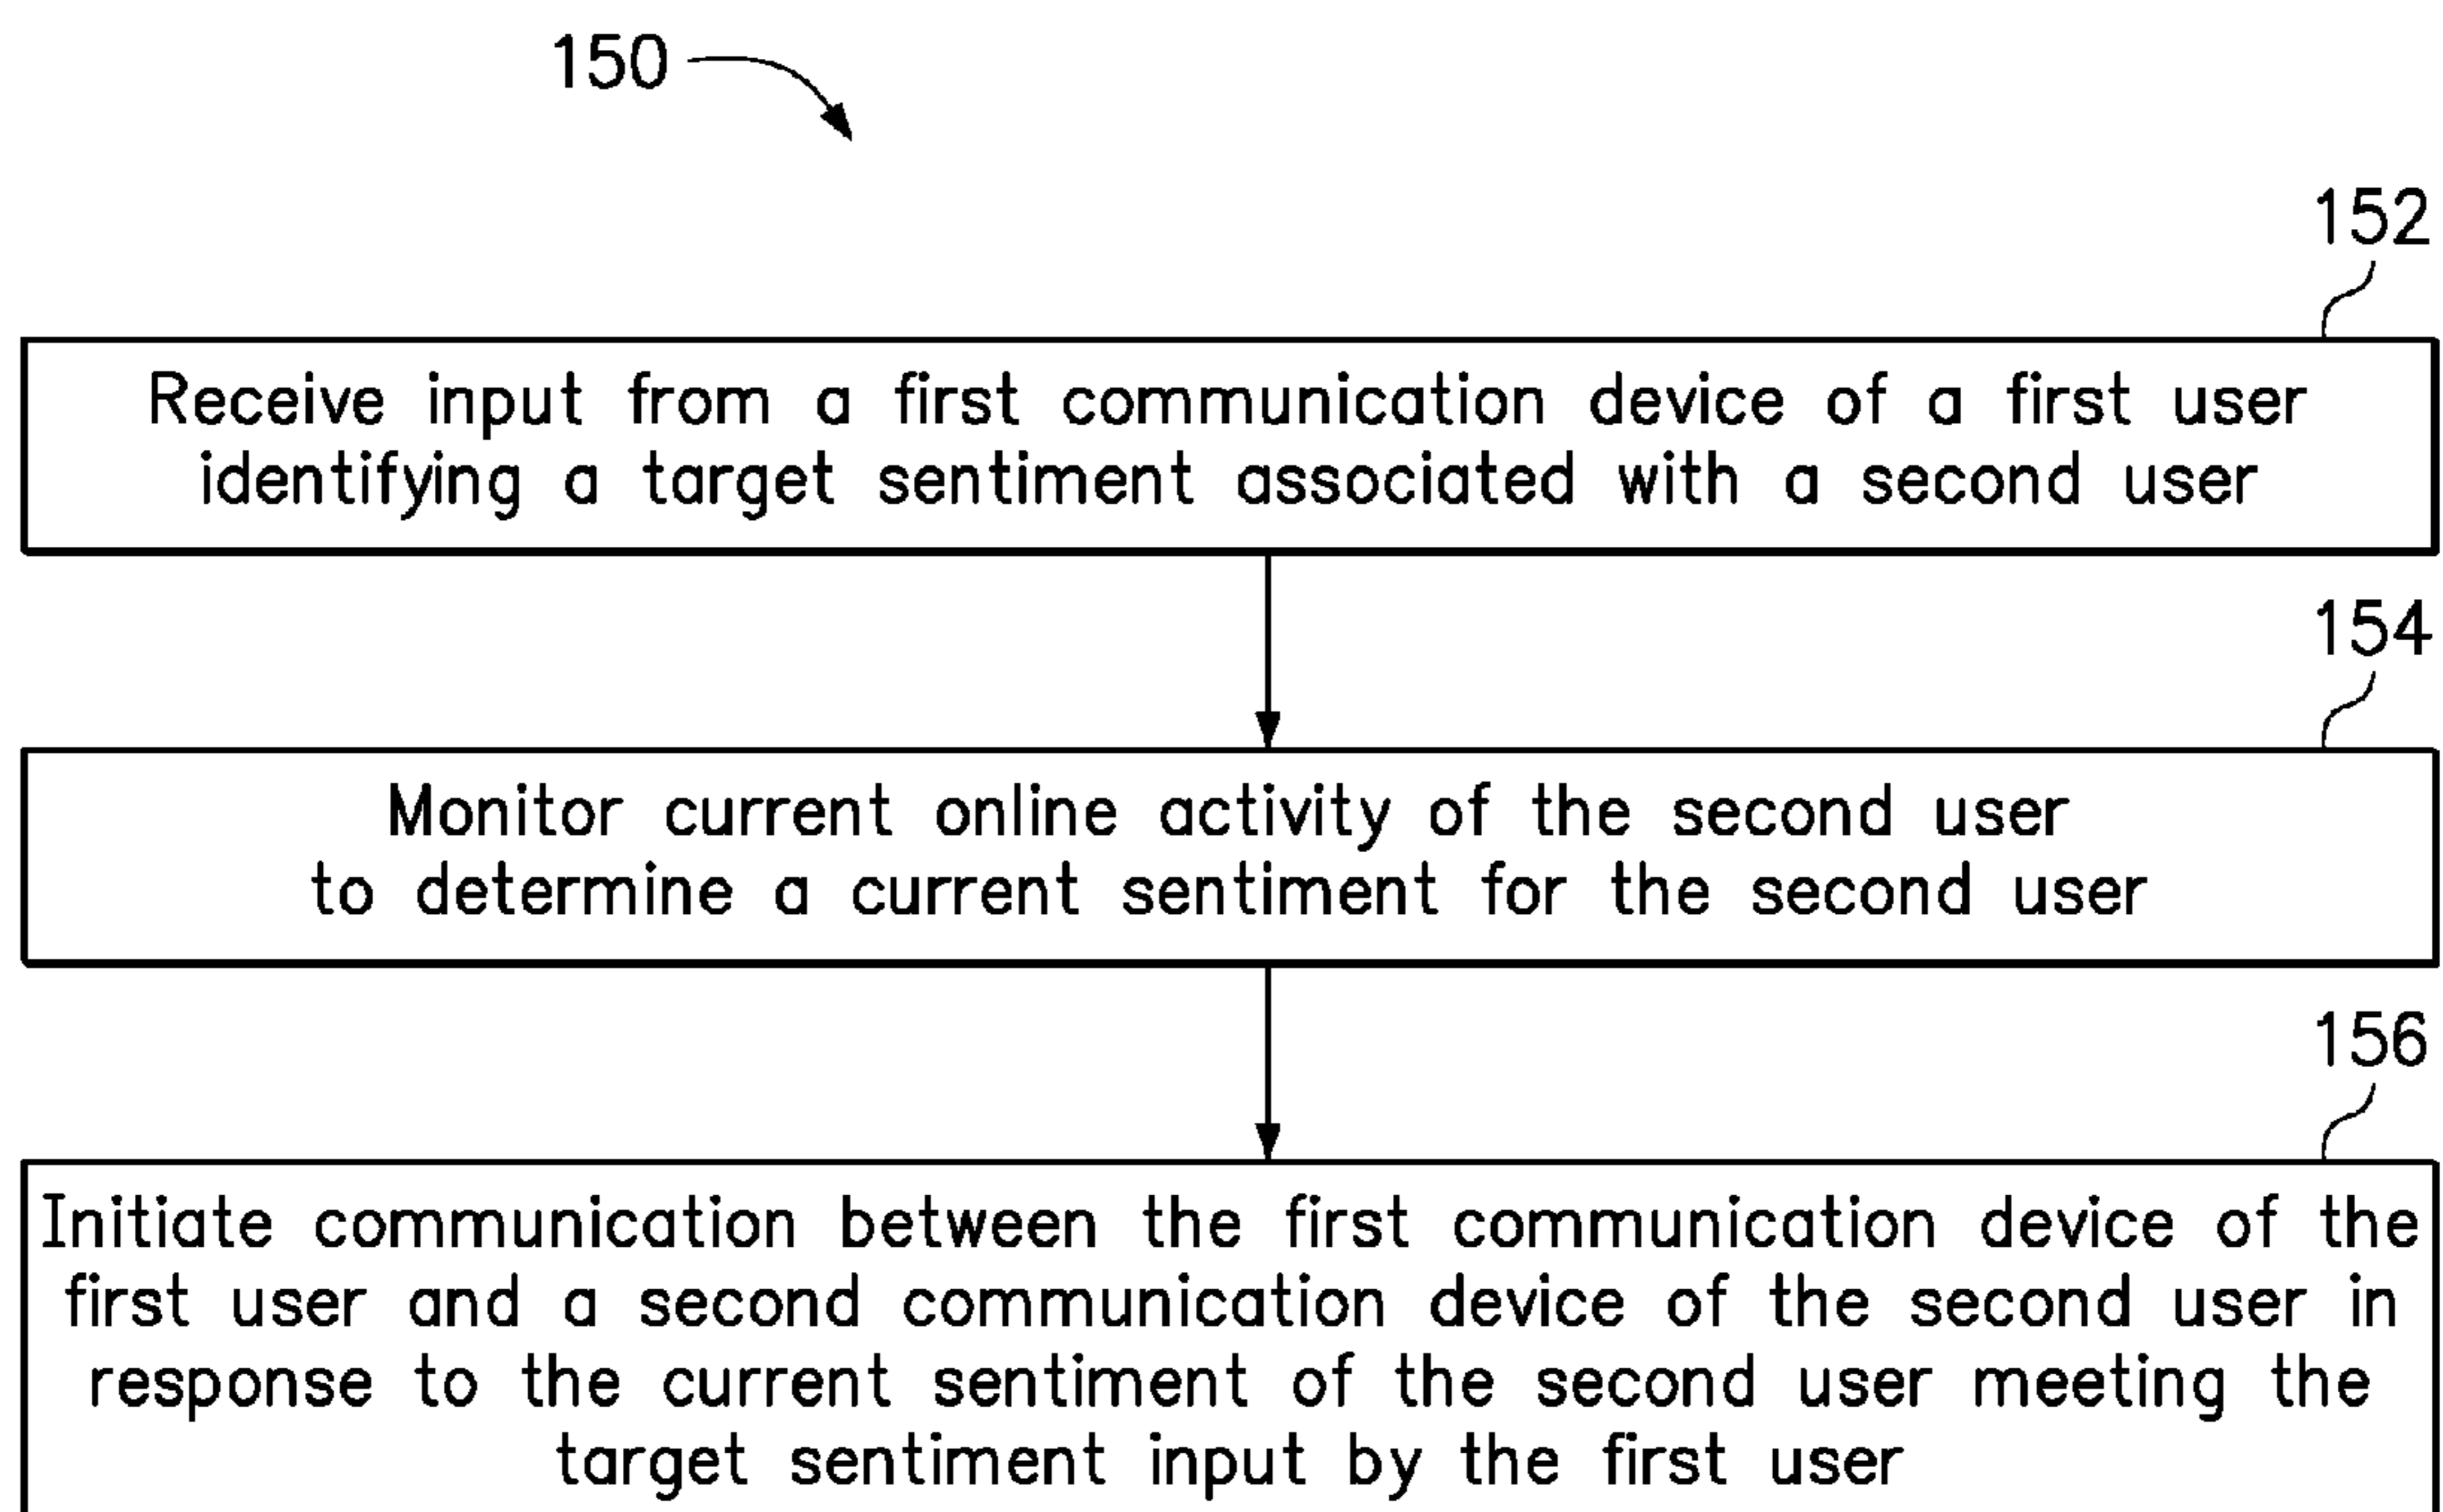 150
152
Receive input from a first communication device of a first user
identifying a target sentiment associated with a second user
154
Monitor current online activity of the second user
to determine a current sentiment for the second user
156
Initiate communication between the first communication device of the
first user and a second communication device of the second user in
response to the current sentiment of the second user meeting the
target sentiment input by the first user